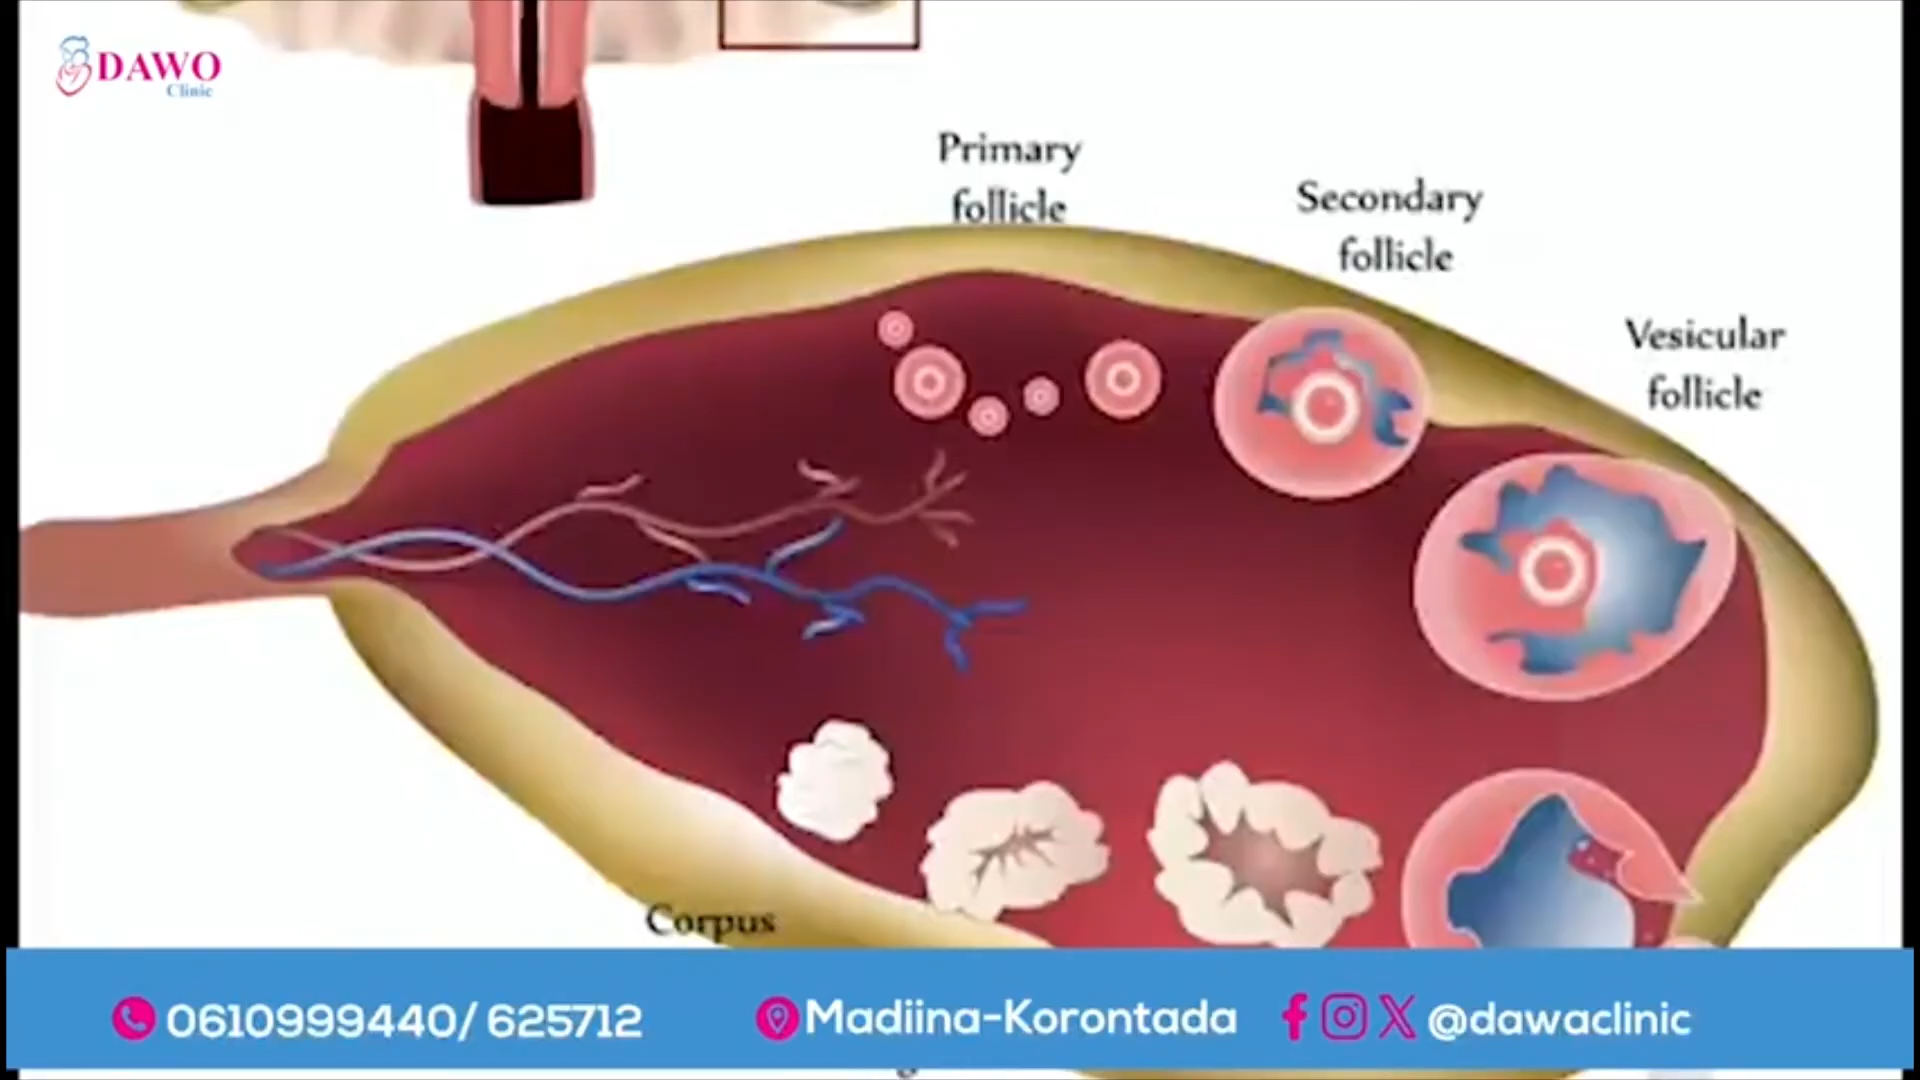 DAWO
Clinic
Primary
follicle
Secondary
follicle
Vesicular
follicle
Corpus
0610999440/ 625712
Madiina-Korontada
@dawaclinic